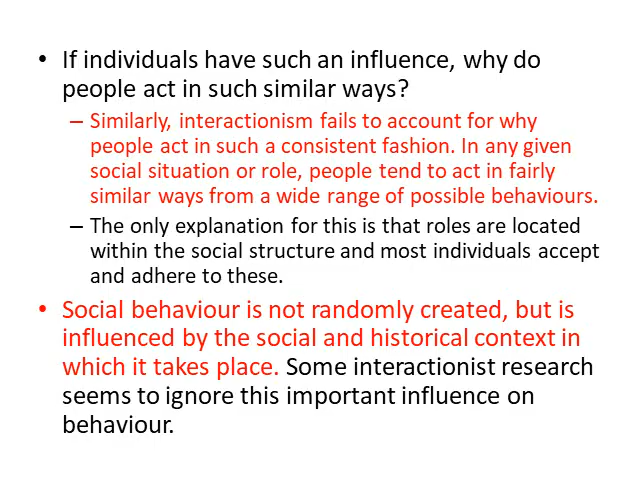 • If individuals have such an influence, why do
people act in such similar ways?
– Similarly, interactionism fails to account for why
people act in such a consistent fashion. In any given
social situation or role, people tend to act in fairly
similar ways from a wide range of possible behaviours.
– The only explanation for this is that roles are located
within the social structure and most individuals accept
and adhere to these.
• Social behaviour is not randomly created, but is
influenced by the social and historical context in
which it takes place. Some interactionist research
seems to ignore this important influence on
behaviour.